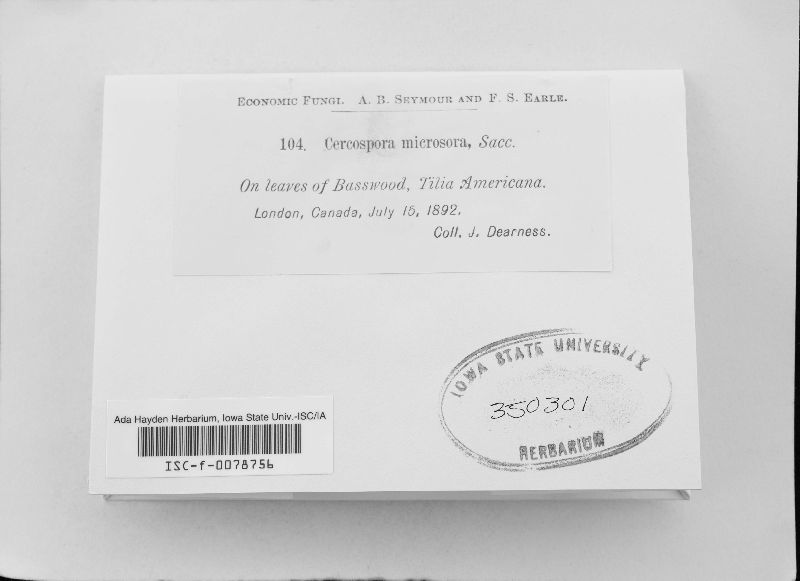 Economic Fungi. A. B. Seymour and F. S. Earle.
104. Cercospora microsora, Sacc.
On leaves of Basswood, Tilia Americana.
London, Canada, July 15, 1892.
Coll. J. Dearness.
IOWA STATE UNIVERSITY
350301
HERBARIUM
Ada Hayden Herbarium, Iowa State Univ.-ISC/IA
ISC-f-0078756